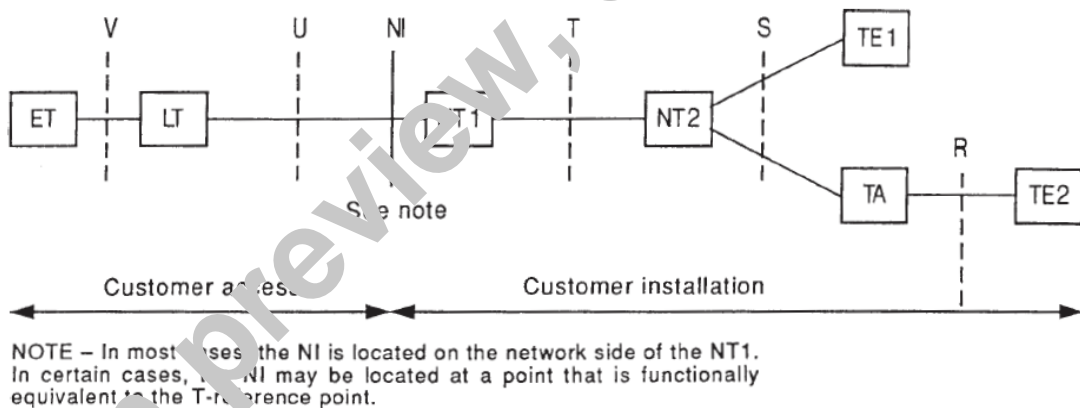 V U NI T S
TE1
ET LT NT2
R
TA TE2
note
preview,
Customer Customer installation
NOTE – In most the NI is located on the network side of the NT1.
In certain cases, NI may be located at a point that is functionally
equivalent to the point.